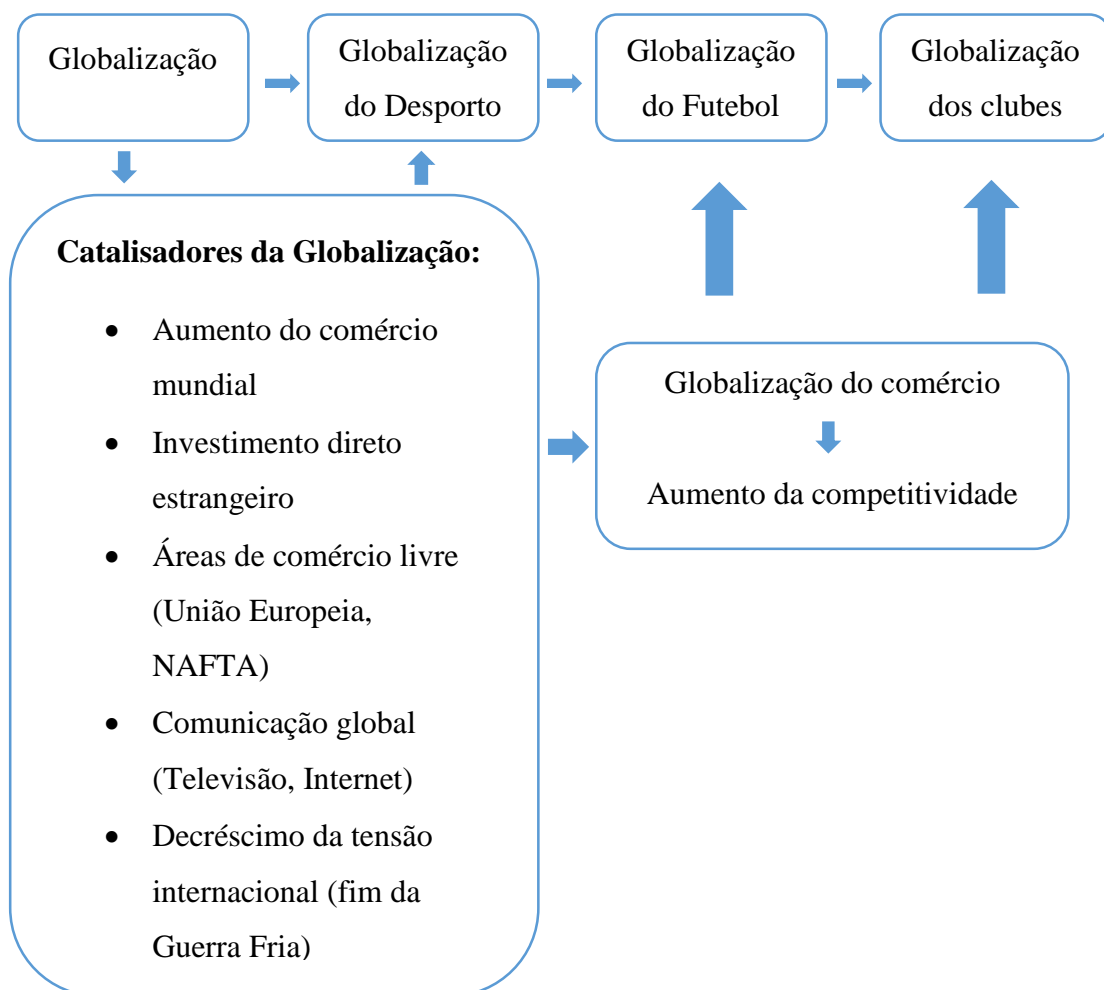 Globalização
Globalização
do Desporto
Globalização
do Futebol
Globalização
dos clubes
Catalisadores da Globalização:
• Aumento do comércio
mundial
• Investimento direto
estrangeiro
• Áreas de comércio livre
(União Europeia,
NAFTA)
• Comunicação global
(Televisão, Internet)
• Decréscimo da tensão
internacional (fim da
Guerra Fria)
Globalização do comércio
Aumento da competitividade